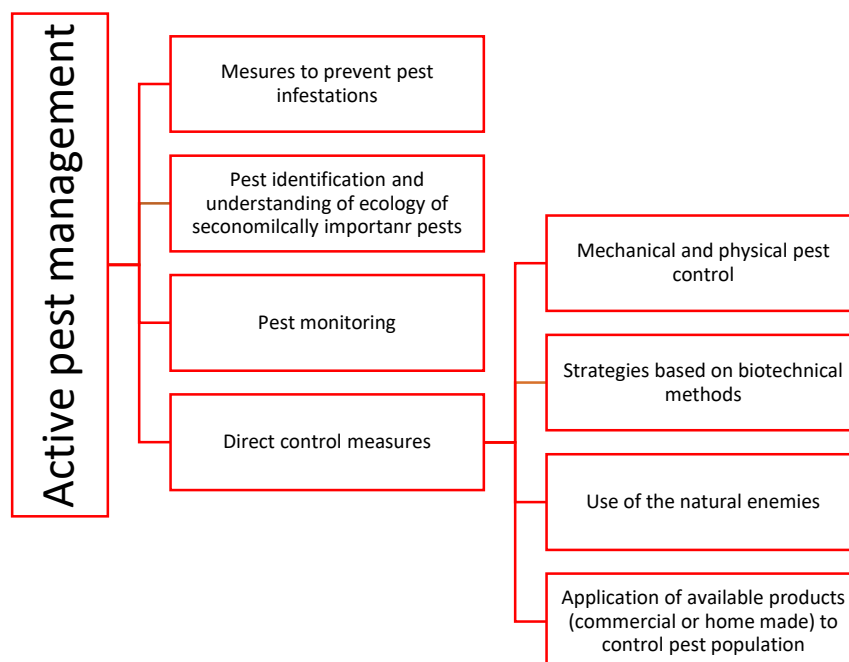 Active pest management
Mesures to prevent pest
infestations
Pest identification and
understanding of ecology of
seconomilcally importanr pests
Pest monitoring
Direct control measures
Mechanical and physical pest
control
Strategies based on biotechnical
methods
Use of the natural enemies
Application of available products
(commercial or home made) to
control pest population